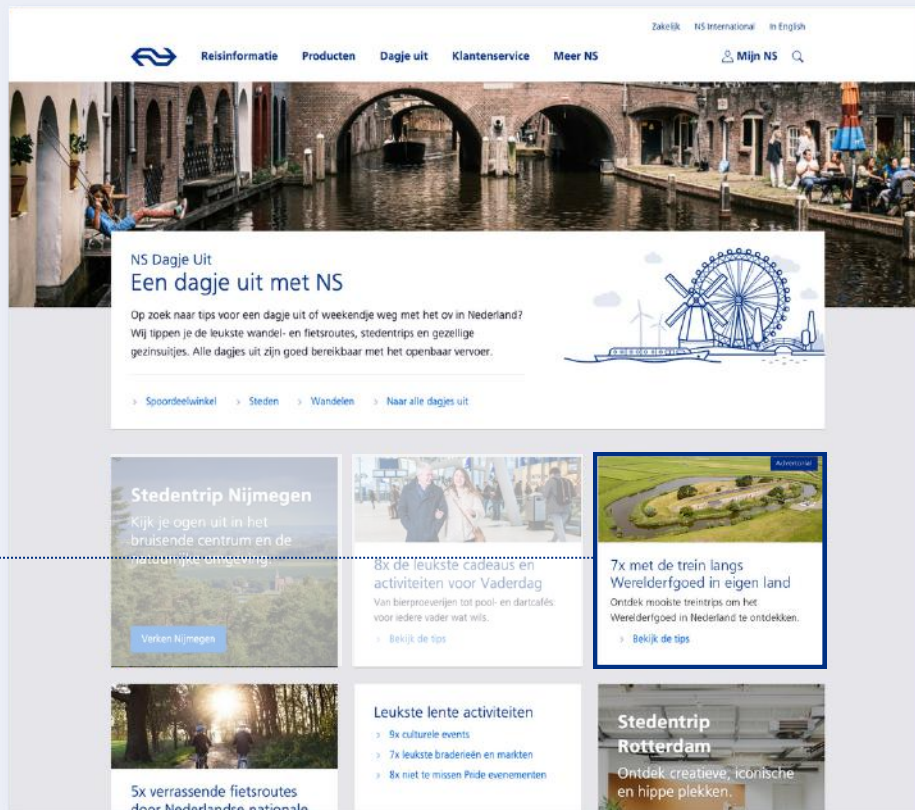 Zakelijk NS International In English
Reisinformatie Producten Dagje uit Klantenservice Meer NS Mijn NS
NS Dagje Uit
Een dagje uit met NS
Op zoek naar tips voor een dagje uit of weekendje weg met het ov in Nederland?
Wij tippen je de leukste wandel- en fietsroutes, stedentrips en gezellige
gezinsuitjes. Alle dagjes uit zijn goed bereikbaar met het openbaar vervoer.
Spoordeelwinkel Steden Wandelen Naar alle dagjes uit
Stedentrip Nijmegen
Kijk je ogen uit in het
bruisende centrum en de
natuurlijke omgeving.
Verken Nijmegen
8x de leukste cadeaus en
activiteiten voor Vaderdag
Van bierproeverijen tot pool- en dartcafés:
voor iedere vader wat wils.
Bekijk de tips
Advertorial
7x met de trein langs
Werelderfgoed in eigen land
Ontdek mooiste treintrips om het
Werelderfgoed in Nederland te ontdekken.
Bekijk de tips
5x verrassende fietsroutes
door Nederlandse nationale
Leukste lente activiteiten
9x culturele events
7x leukste braderieën en markten
8x niet te missen Pride evenementen
Stedentrip
Rotterdam
Ontdek creatieve, iconische
en hippe plekken.